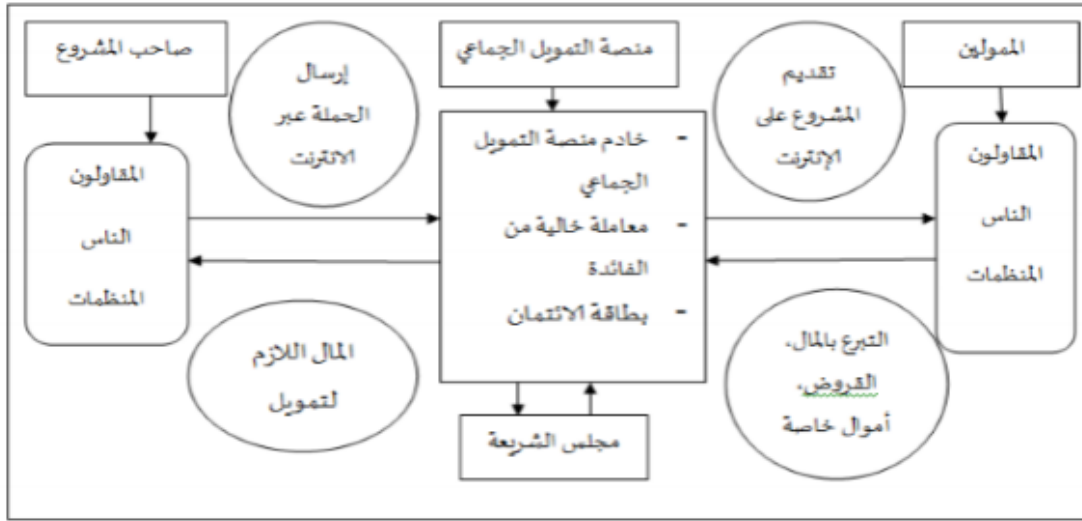 صاحب المشروع
منصة التمويل الجماعي
الممولين
إرسال
الحملة عبر
الانترنت
تقديم
المشروع على
الإنترنت
المقاولون
الناس
المنظمات
- خادم منصة التمويل
الجماعي
- معاملة خالية من
الفائدة
- بطاقة الائتمان
المقاولون
الناس
المنظمات
المال اللازم
لتمويل
التبرع بالمال،
القروض،
أموال خاصة
مجلس الشريعة